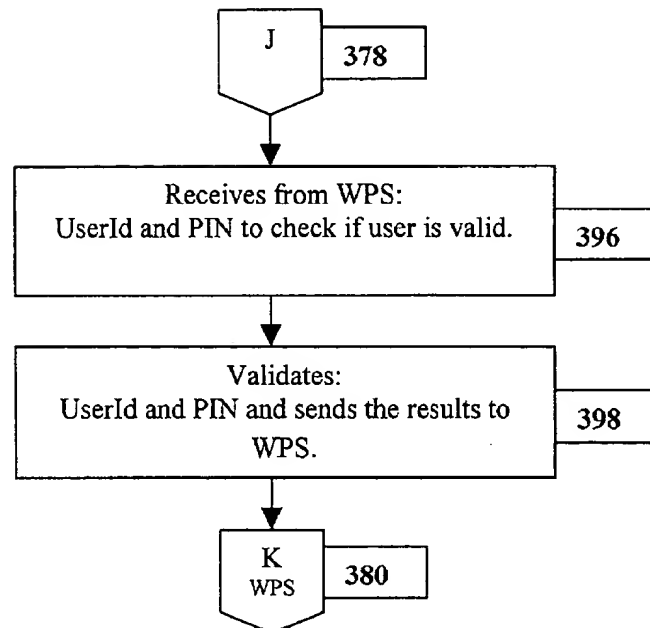 J
378
Receives from WPS:
UserId and PIN to check if user is valid.
396
Validates:
UserId and PIN and sends the results to
WPS.
398
K
WPS
380